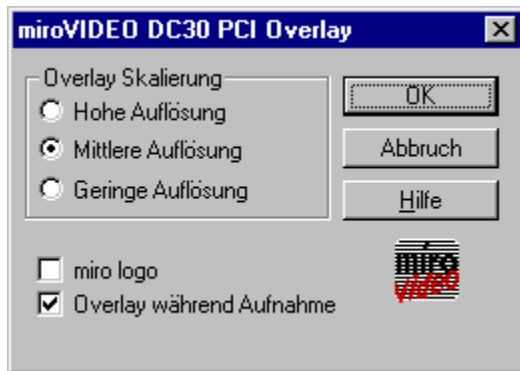 miroVIDEO DC30 PCI Overlay
Overlay Skalierung
Hohe Auflösung
Mittlere Auflösung
Geringe Auflösung
OK
Abbruch
Hilfe
miro logo
Overlay während Aufnahme
miro
video